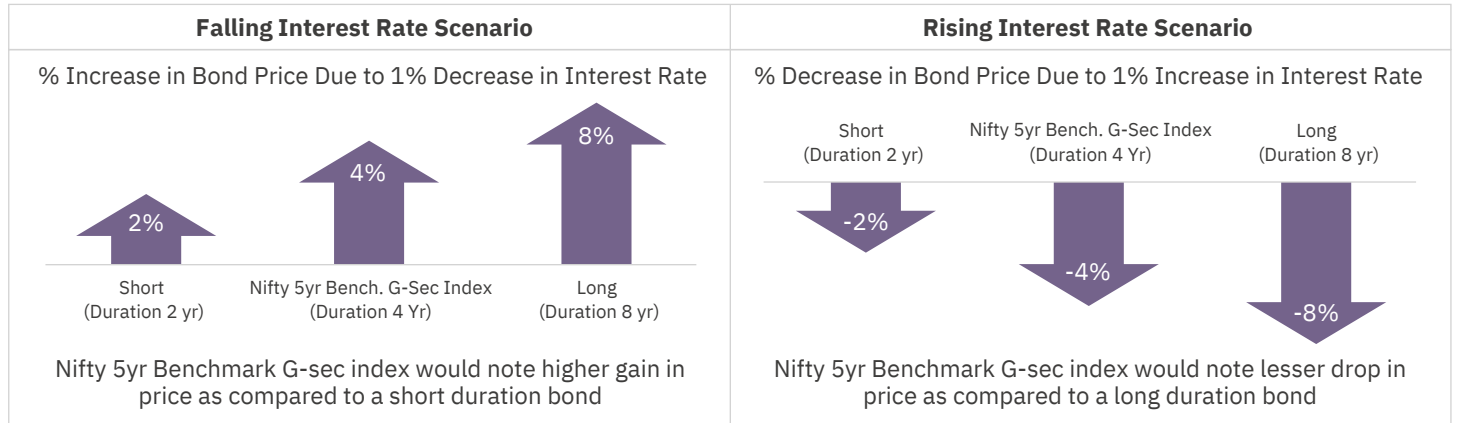 Falling Interest Rate Scenario
% Increase in Bond Price Due to 1% Decrease in Interest Rate
2%
4%
8%
Short
(Duration 2 yr)
Nifty 5yr Bench. G-Sec Index
(Duration 4 Yr)
Long
(Duration 8 yr)
Nifty 5yr Benchmark G-sec index would note higher gain in
price as compared to a short duration bond
Rising Interest Rate Scenario
% Decrease in Bond Price Due to 1% Increase in Interest Rate
Short
(Duration 2 yr)
Nifty 5yr Bench. G-Sec Index
(Duration 4 Yr)
Long
(Duration 8 yr)
-2%
-4%
-8%
Nifty 5yr Benchmark G-sec index would note lesser drop in
price as compared to a long duration bond